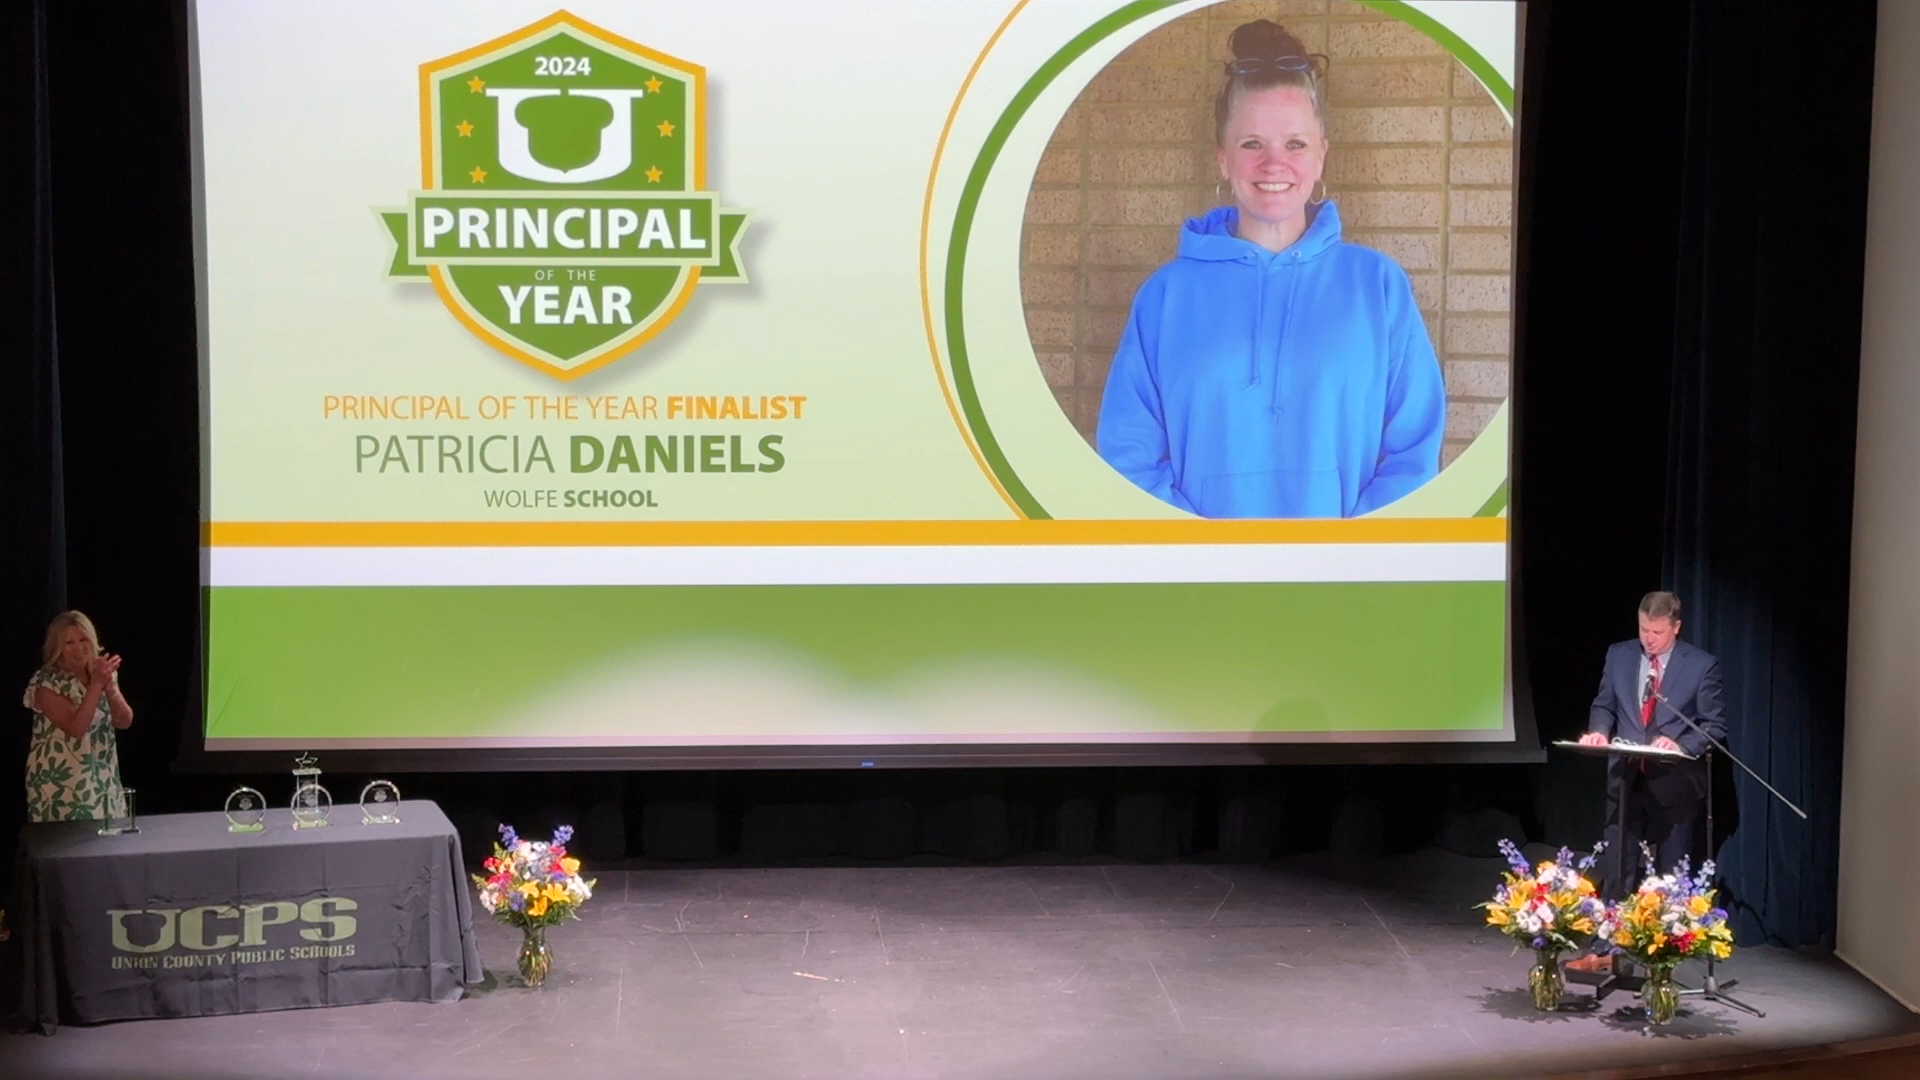 2024
PRINCIPAL
OF THE
YEAR
PRINCIPAL OF THE YEAR FINALIST
PATRICIA DANIELS
WOLFE SCHOOL
UCPS
UNION COUNTY PUBLIC SCHOOLS